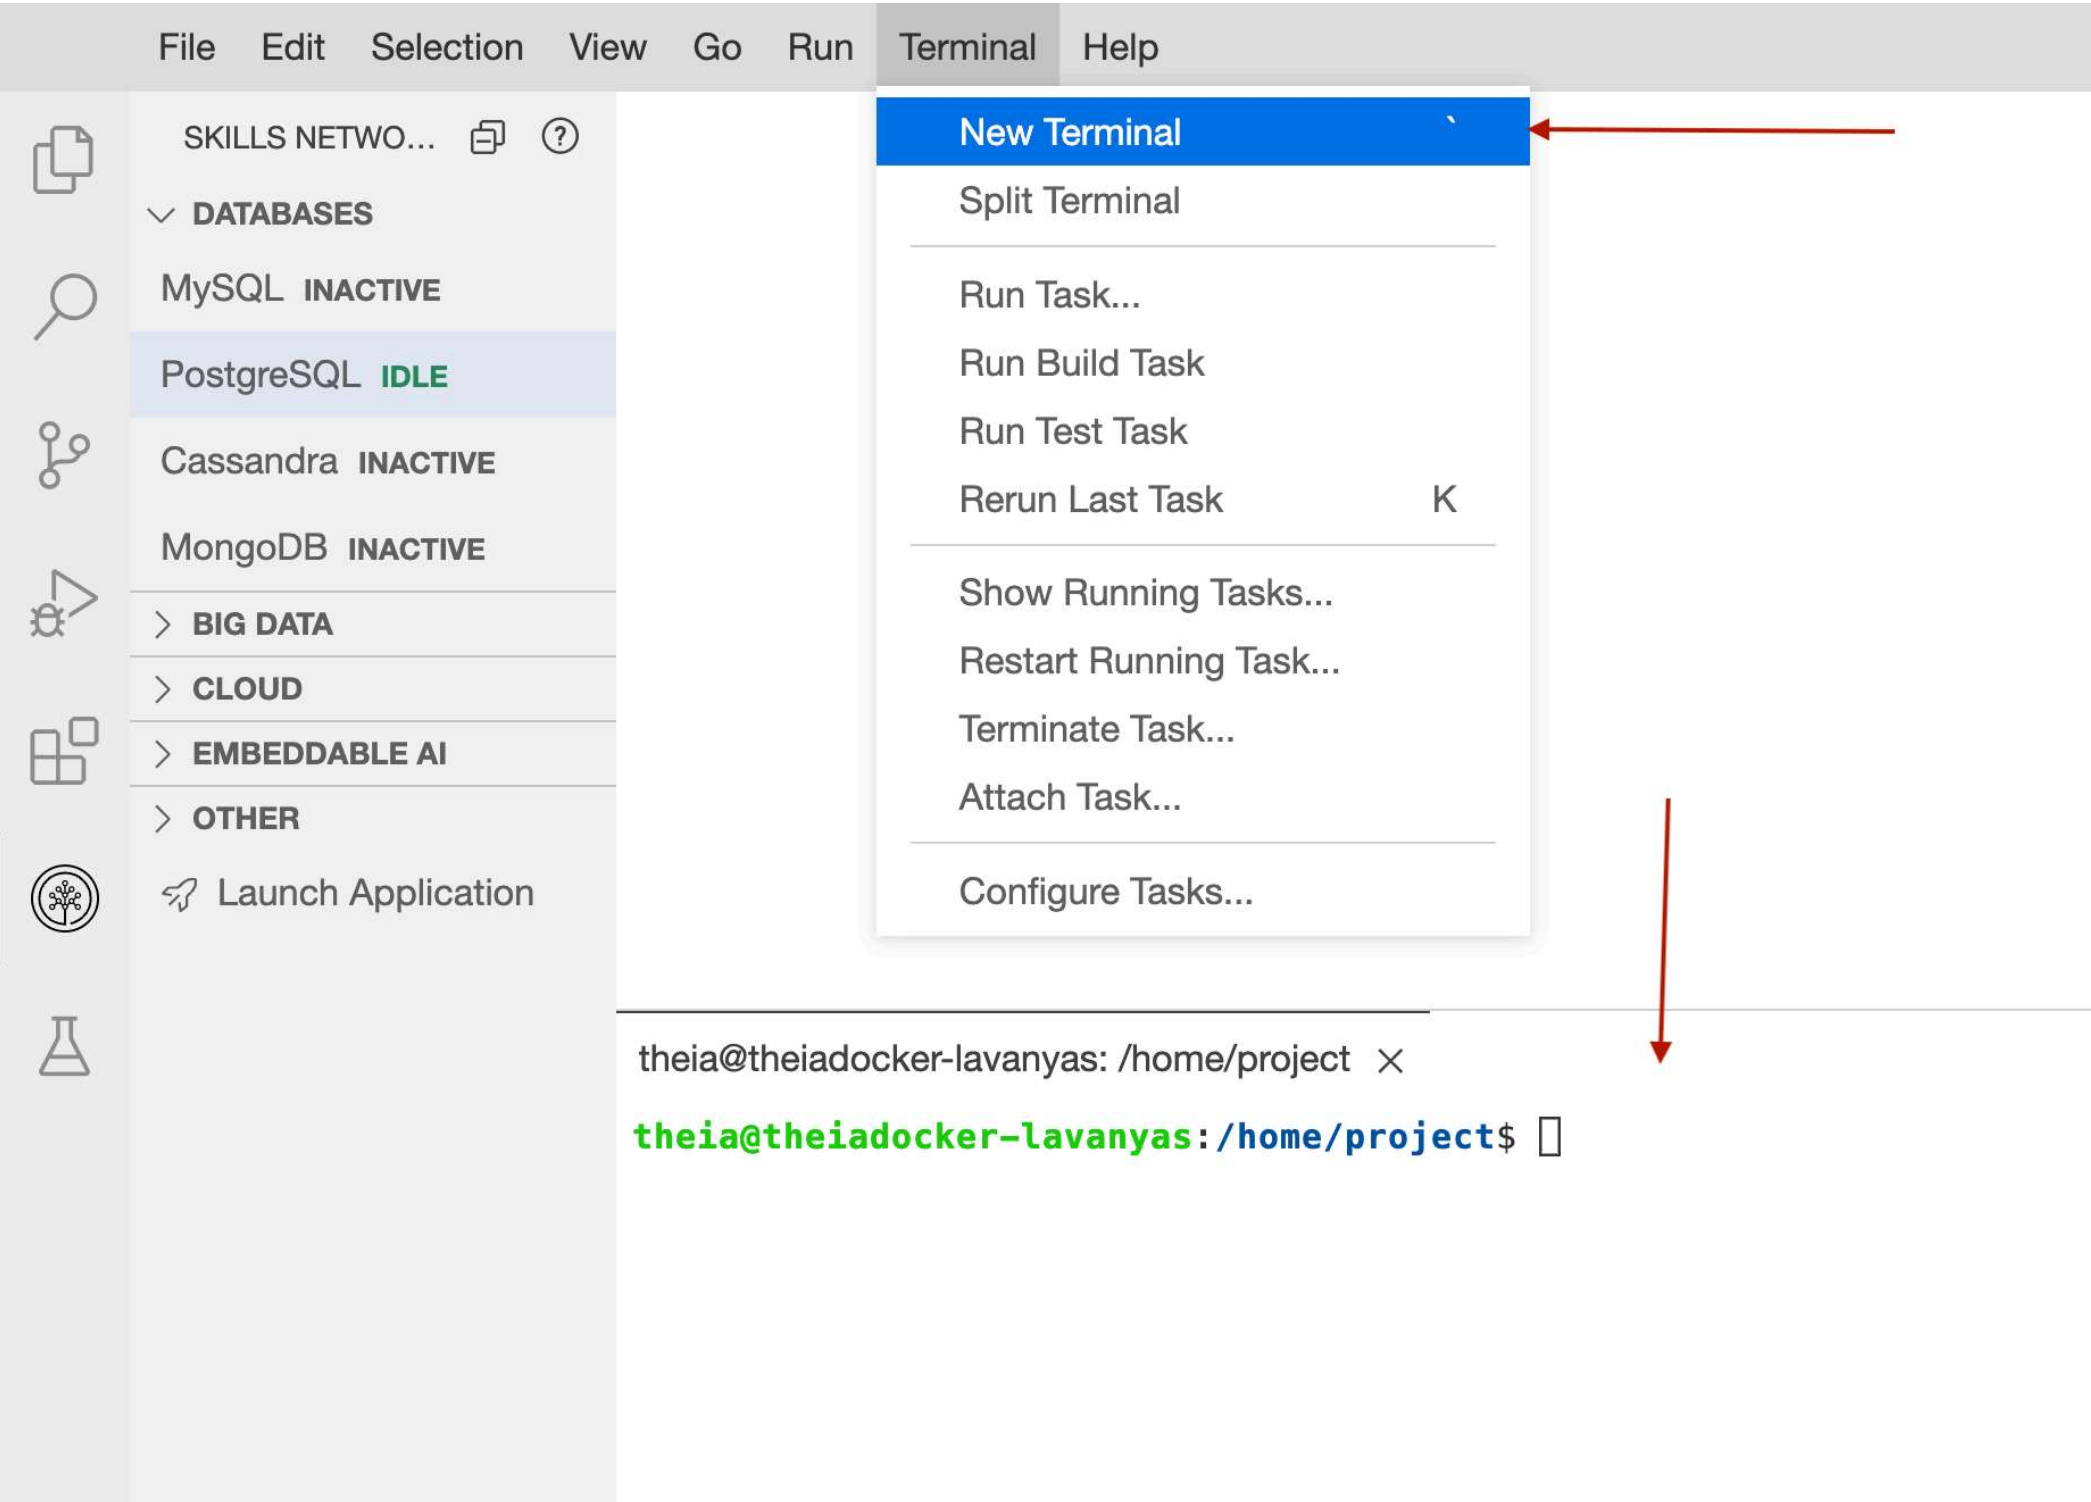 File Edit Selection View Go Run Terminal Help
SKILLS NETWO...
DATABASES
MySQL INACTIVE
PostgreSQL IDLE
Cassandra INACTIVE
MongoDB INACTIVE
BIG DATA
CLOUD
EMBEDDABLE AI
OTHER
Launch Application
New Terminal `
Split Terminal
Run Task...
Run Build Task
Run Test Task
Rerun Last Task K
Show Running Tasks...
Restart Running Task...
Terminate Task...
Attach Task...
Configure Tasks...
theia@theiadocker-lavanyas: /home/project
theia@theiadocker-lavanyas:/home/project$